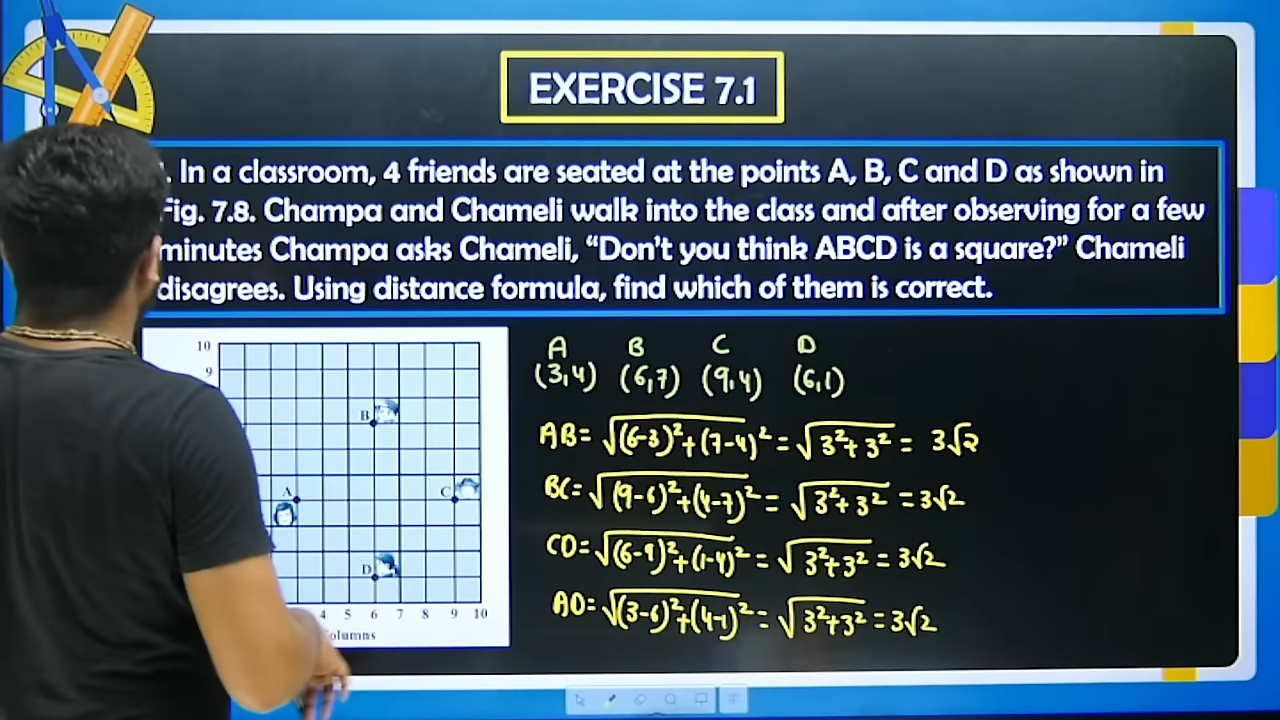 EXERCISE 7.1
. In a classroom, 4 friends are seated at the points A, B, C and D as shown in
Fig. 7.8. Champa and Chameli walk into the class and after observing for a few
minutes Champa asks Chameli, “Don’t you think ABCD is a square?” Chameli
disagrees. Using distance formula, find which of them is correct.
10
9
B
A
C
D
4 5 6 7 8 9 10
olumns
A B C D
(3,4) (6,7) (9,4) (6,1)
AB=√(6-3)²+(7-4)² = √3²+3² = 3√2
BC=√(9-6)²+(4-7)² = √3²+3² = 3√2
CD=√(6-9)²+(1-4)² = √3²+3² = 3√2
AD=√(3-6)²+(4-1)² = √3²+3² = 3√2